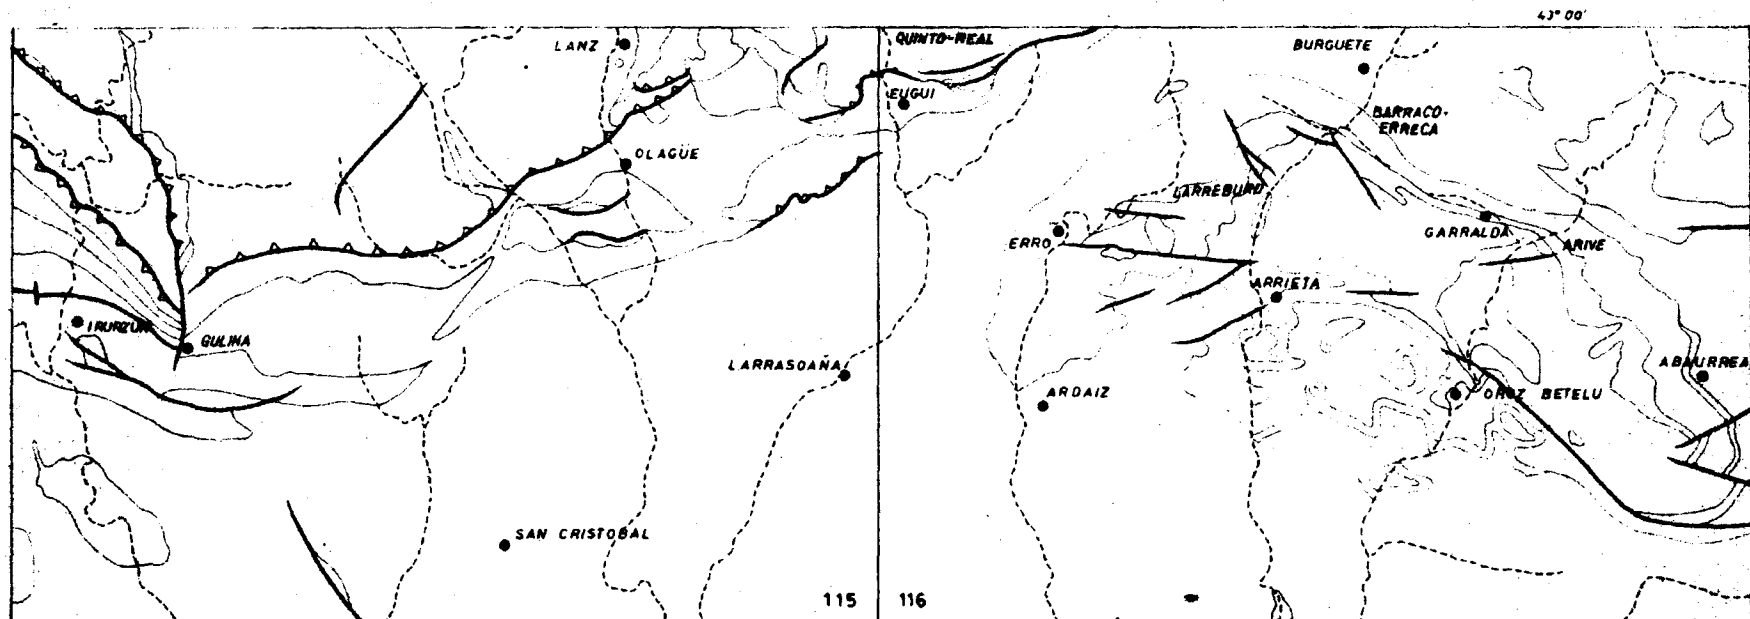 43° 00'
LANZ
QUINTO-REAL
BURGUETE
EUGUI
BARRACO-
ERRECA
OLAGÜE
LARREBURU
GARRALDA
ARIVE
ERRO
ARRIETA
IRURZUN
GULINA
LARRASOAÑA
ABAURREA
ARDAIZ
OROZ BETELU
SAN CRISTOBAL
115
116